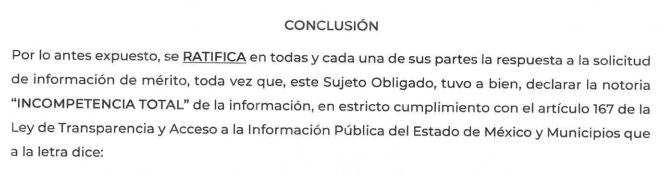 CONCLUSIÓN
Por lo antes expuesto, se RATIFICA en todas y cada una de sus partes la respuesta a la solicitud
de información de mérito, toda vez que, este Sujeto Obligado, tuvo a bien, declarar la notoria
“INCOMPETENCIA TOTAL” de la información, en estricto cumplimiento con el artículo 167 de la
Ley de Transparencia y Acceso a la Información Pública del Estado de México y Municipios que
a la letra dice: